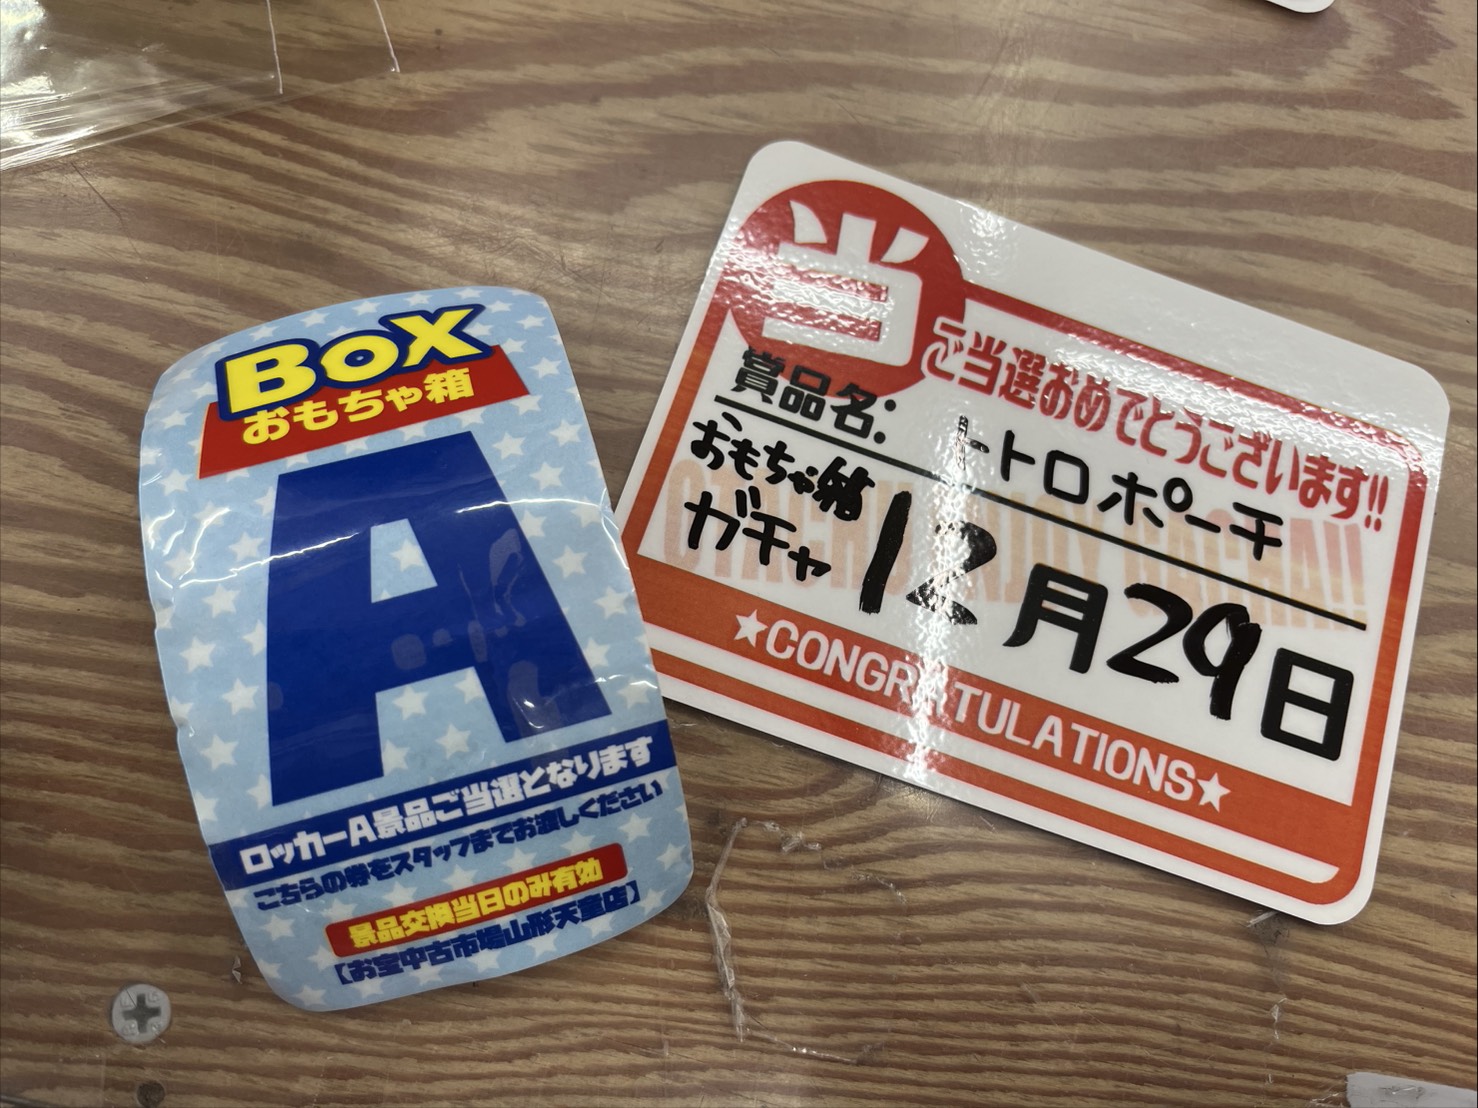 BOX
おもちゃ箱
A
ロッカーA景品ご当選となります
こちらの券をスタッフまでお渡しください
景品交換当日のみ有効
【お宝中古市場山形天童店】
当
ご当選おめでとうございます!!
賞品名:トトロポーチ
おもちゃ箱
ガチャ
12月29日
★CONGRATULATIONS★